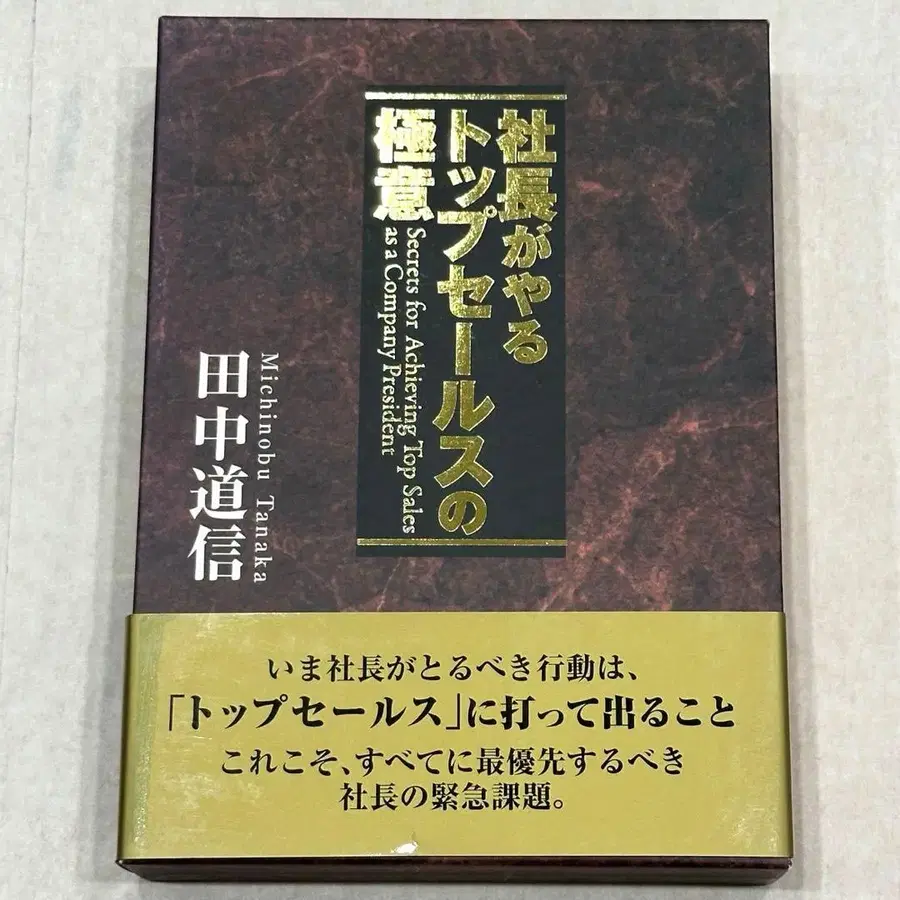 社長がやる
トップセールスの
極意
Secrets for Achieving Top Sales
as a Company President
Michinobu Tanaka
田中道信
いま社長がとるべき行動は、
「トップセールス」に打って出ること
これこそ、すべてに最優先するべき
社長の緊急課題。